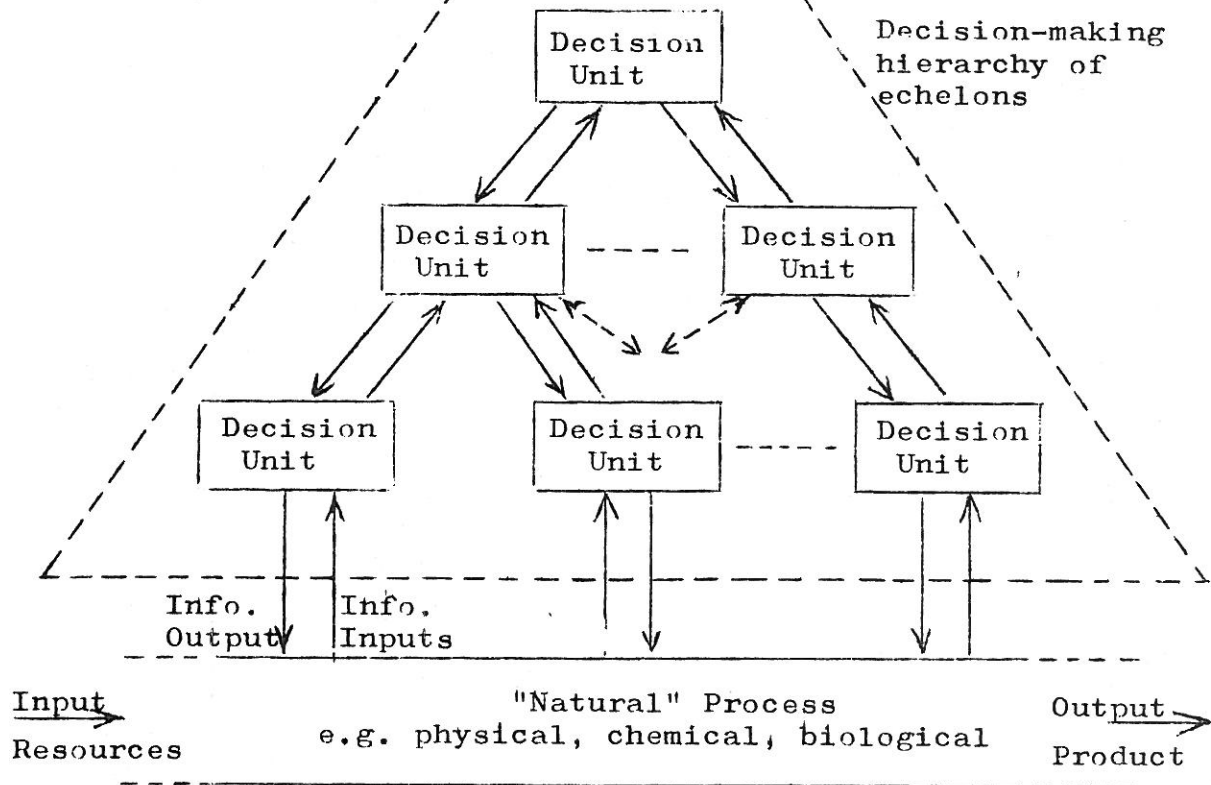 Decision
Unit
Decision-making
hierarchy of
echelons
Decision
Unit
Decision
Unit
Decision
Unit
Decision
Unit
Decision
Unit
Info.
Output
Info.
Inputs
Input
Resources
"Natural" Process
e.g. physical, chemical, biological
Output
Product